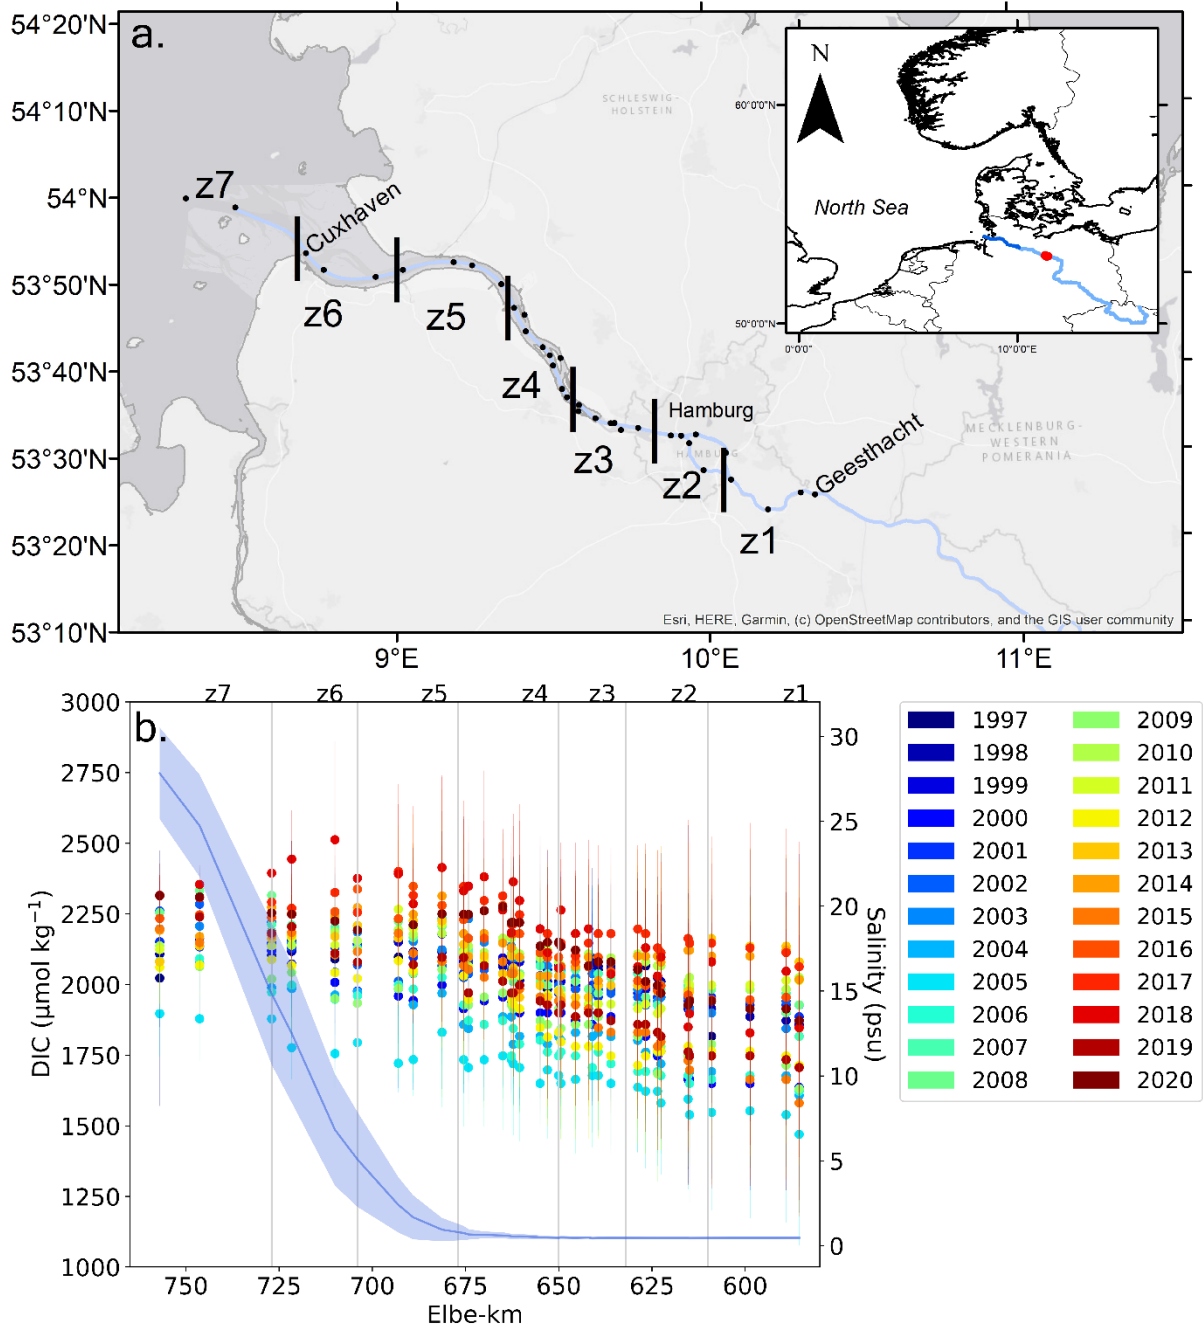 54°20'N
54°10'N
54°N
53°50'N
53°40'N
53°30'N
53°20'N
53°10'N
a.
SCHLESWIG-
HOLSTEIN
z7
Cuxhaven
z6
z5
z4
z3
Hamburg
HAMBURG
z2
Geesthacht
z1
MECKLENBURG-
WESTERN
POMERANIA
N
60°0'0"N
North Sea
50°0'0"N
0°0'0"
10°0'0"E
Esri, HERE, Garmin, (c) OpenStreetMap contributors, and the GIS user community
9°E
10°E
11°E
z7 z6 z5 z4 z3 z2 z1
b.
3000
2750
2500
2250
2000
1750
1500
1250
1000
DIC (µmol kg⁻¹)
30
25
20
15
10
5
0
Salinity (psu)
750 725 700 675 650 625 600
Elbe-km
1997
1998
1999
2000
2001
2002
2003
2004
2005
2006
2007
2008
2009
2010
2011
2012
2013
2014
2015
2016
2017
2018
2019
2020